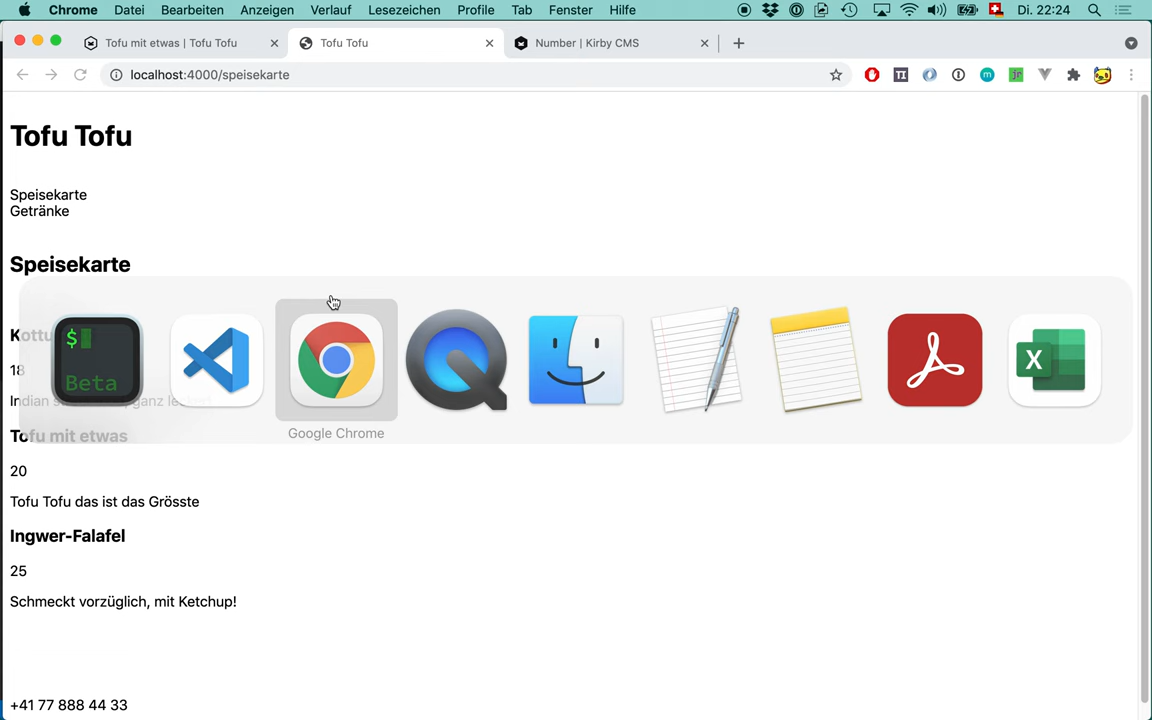 Chrome Datei Bearbeiten Anzeigen Verlauf Lesezeichen Profile Tab Fenster Hilfe Di. 22:24
Tofu mit etwas | Tofu Tofu
Tofu Tofu
Number | Kirby CMS
localhost:4000/speisekarte
Tofu Tofu
Speisekarte
Getränke
Speisekarte
$
Beta
X
Google Chrome
18
Tofu mit etwas
20
Tofu Tofu das ist das Grösste
Ingwer-Falafel
25
Schmeckt vorzüglich, mit Ketchup!
+41 77 888 44 33